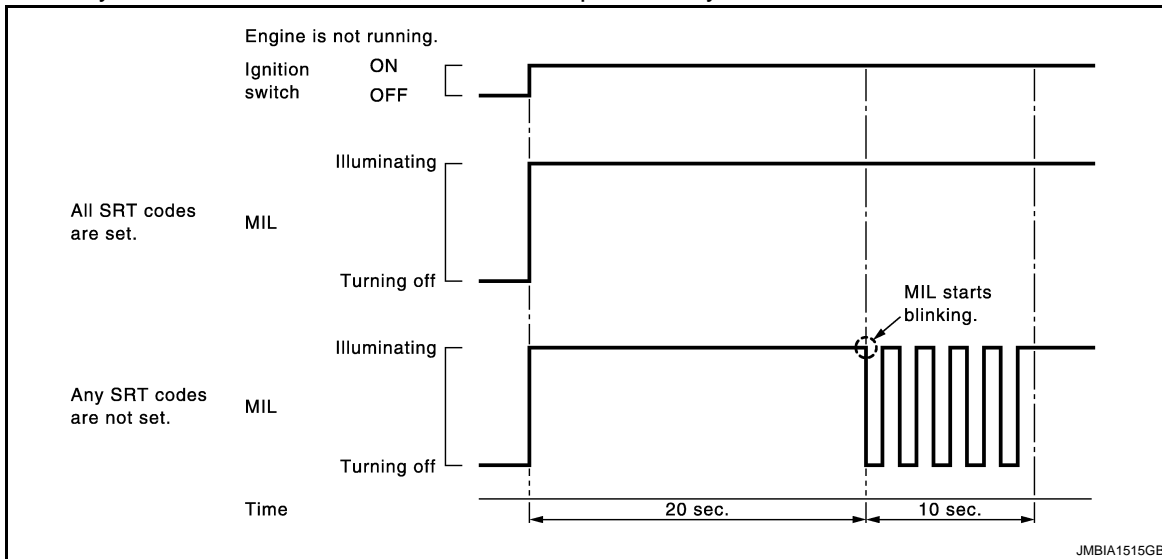 Engine is not running.
Ignition switch
ON
OFF
All SRT codes are set.
MIL
Illuminating
Turning off
MIL starts blinking.
Any SRT codes are not set.
MIL
Illuminating
Turning off
Time
20 sec.
10 sec.
JMBIA1515GB